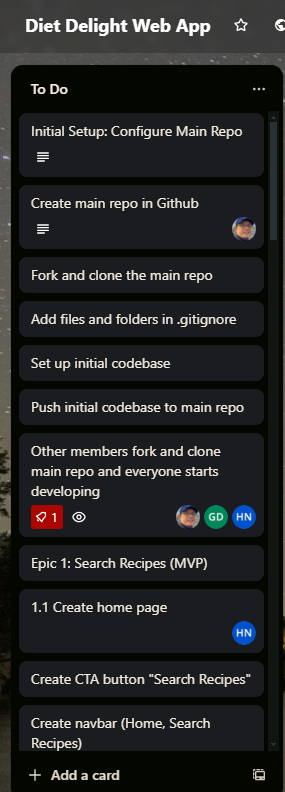 Diet Delight Web App
To Do
Initial Setup: Configure Main Repo
Create main repo in Github
Fork and clone the main repo
Add files and folders in .gitignore
Set up initial codebase
Push initial codebase to main repo
Other members fork and clone
main repo and everyone starts
developing
1
GD
HN
Epic 1: Search Recipes (MVP)
1.1 Create home page
HN
Create CTA button "Search Recipes"
Create navbar (Home, Search
Recipes)
Add a card